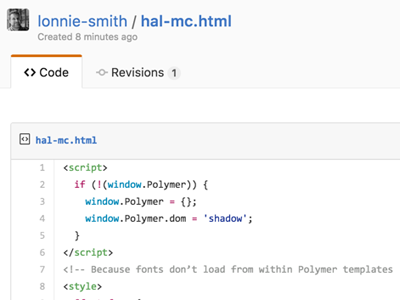 lonnie-smith / hal-mc.html
Created 8 minutes ago
<> Code
Revisions 1
hal-mc.html
1 <script>
2 if (!(window.Polymer)) {
3 window.Polymer = {};
4 window.Polymer.dom = 'shadow';
5 }
6 </script>
7 <!-- Because fonts don’t load from within Polymer templates
8 <style>
9